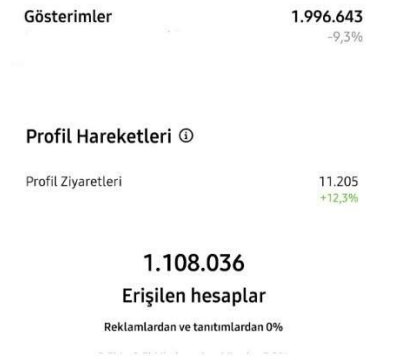 Gösterimler 1.996.643
-9,3%
Profil Hareketleri ⓘ
Profil Ziyaretleri 11.205
+12,3%
1.108.036
Erişilen hesaplar
Reklamlardan ve tanıtımlardan 0%